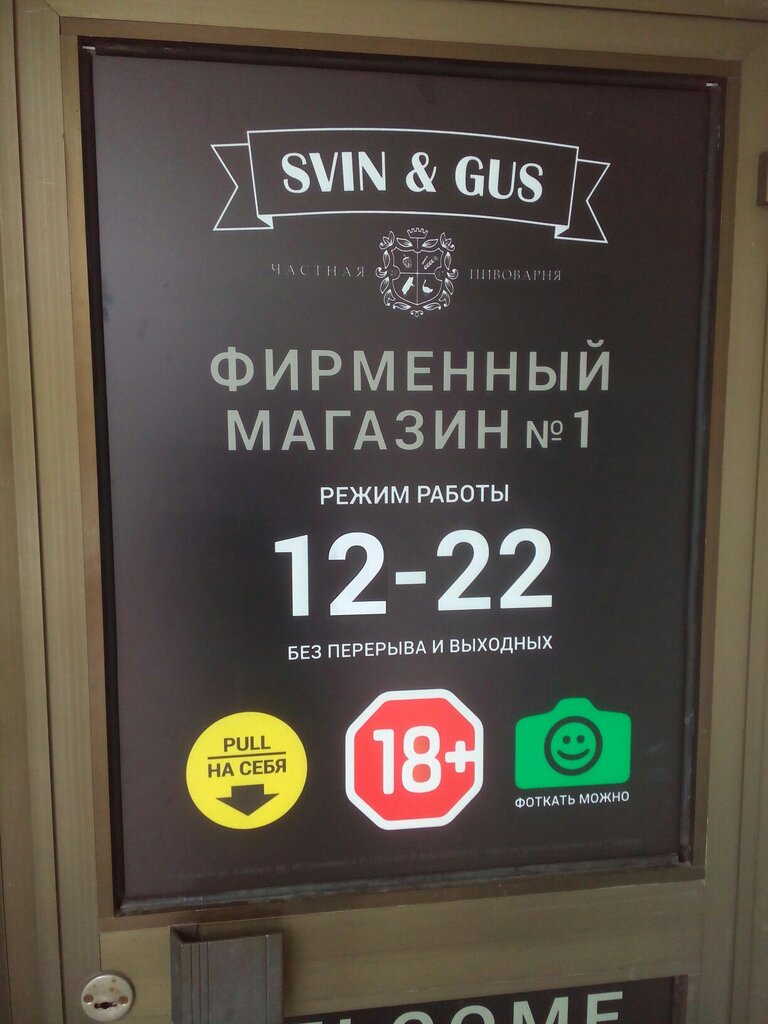 SVIN & GUS
ЧАСТНАЯ ПИВОВАРНЯ
ФИРМЕННЫЙ
МАГАЗИН №1
РЕЖИМ РАБОТЫ
12-22
БЕЗ ПЕРЕРЫВА И ВЫХОДНЫХ
PULL
НА СЕБЯ
18+
ФОТКАТЬ МОЖНО